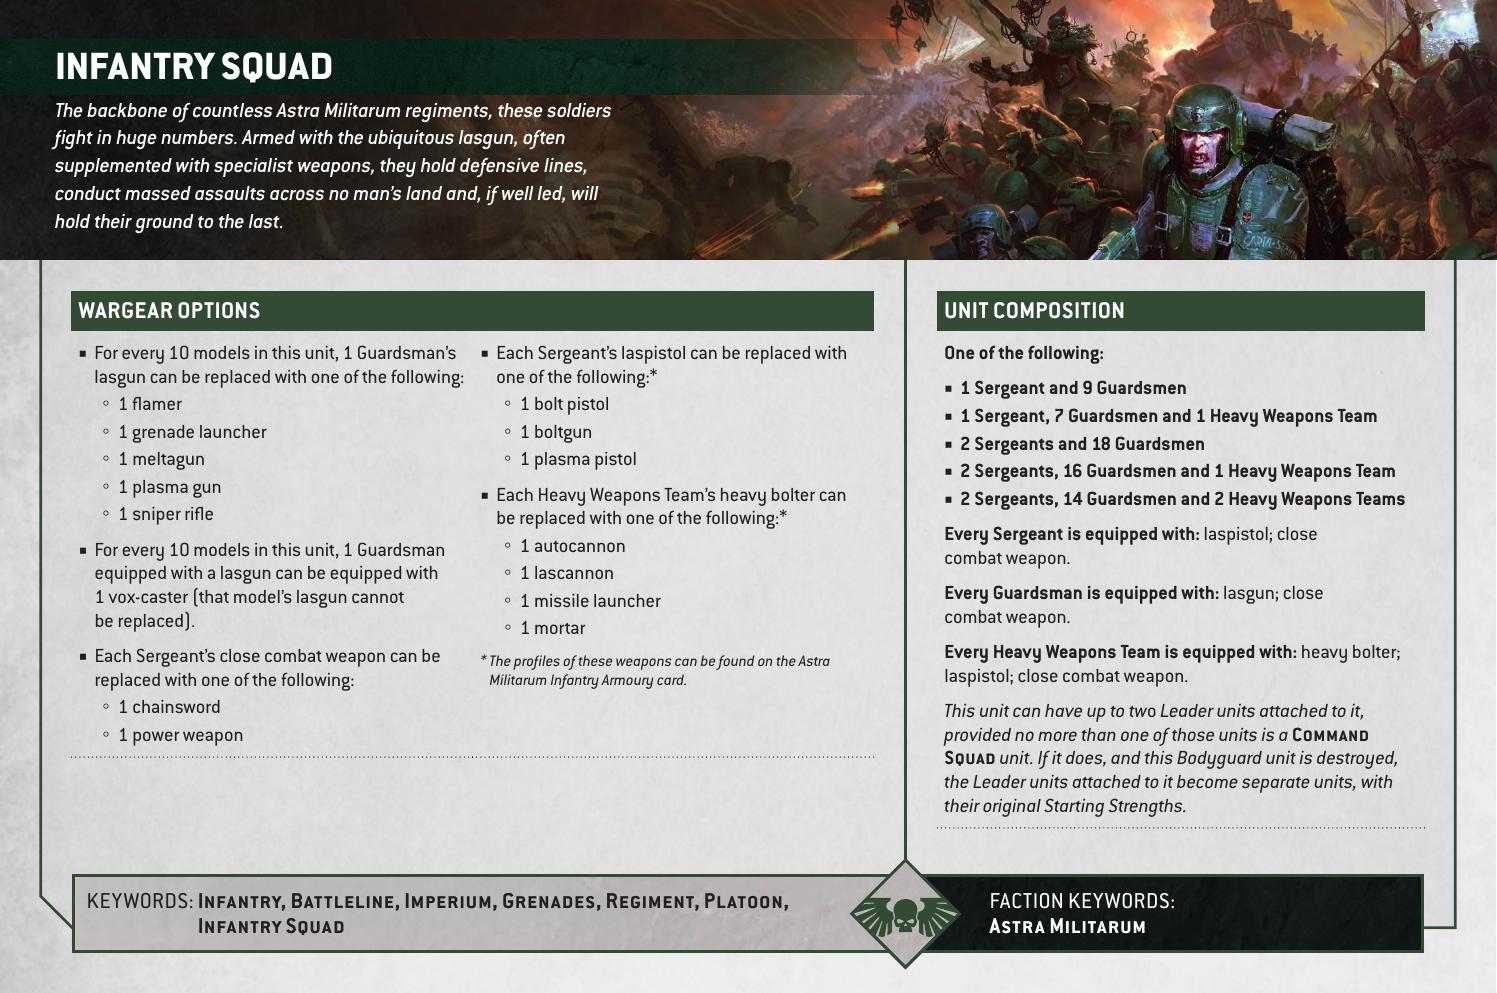 INFANTRY SQUAD
The backbone of countless Astra Militarum regiments, these soldiers
fight in huge numbers. Armed with the ubiquitous lasgun, often
supplemented with specialist weapons, they hold defensive lines,
conduct massed assaults across no man's land and, if well led, will
hold their ground to the last.
WARGEAR OPTIONS
■ For every 10 models in this unit, 1 Guardsman's
lasgun can be replaced with one of the following:
◦ 1 flamer
◦ 1 grenade launcher
◦ 1 meltagun
◦ 1 plasma gun
◦ 1 sniper rifle
■ For every 10 models in this unit, 1 Guardsman
equipped with a lasgun can be equipped with
1 vox-caster (that model's lasgun cannot
be replaced).
■ Each Sergeant's close combat weapon can be
replaced with one of the following:
◦ 1 chainsword
◦ 1 power weapon
■ Each Sergeant's laspistol can be replaced with
one of the following:*
◦ 1 bolt pistol
◦ 1 boltgun
◦ 1 plasma pistol
■ Each Heavy Weapons Team's heavy bolter can
be replaced with one of the following:*
◦ 1 autocannon
◦ 1 lascannon
◦ 1 missile launcher
◦ 1 mortar
* The profiles of these weapons can be found on the Astra
Militarum Infantry Armoury card.
UNIT COMPOSITION
One of the following:
■ 1 Sergeant and 9 Guardsmen
■ 1 Sergeant, 7 Guardsmen and 1 Heavy Weapons Team
■ 2 Sergeants and 18 Guardsmen
■ 2 Sergeants, 16 Guardsmen and 1 Heavy Weapons Team
■ 2 Sergeants, 14 Guardsmen and 2 Heavy Weapons Teams
Every Sergeant is equipped with: laspistol; close
combat weapon.
Every Guardsman is equipped with: lasgun; close
combat weapon.
Every Heavy Weapons Team is equipped with: heavy bolter;
laspistol; close combat weapon.
This unit can have up to two Leader units attached to it,
provided no more than one of those units is a COMMAND
SQUAD unit. If it does, and this Bodyguard unit is destroyed,
the Leader units attached to it become separate units, with
their original Starting Strengths.
KEYWORDS: INFANTRY, BATTLELINE, IMPERIUM, GRENADES, REGIMENT, PLATOON,
INFANTRY SQUAD
FACTION KEYWORDS:
ASTRA MILITARUM